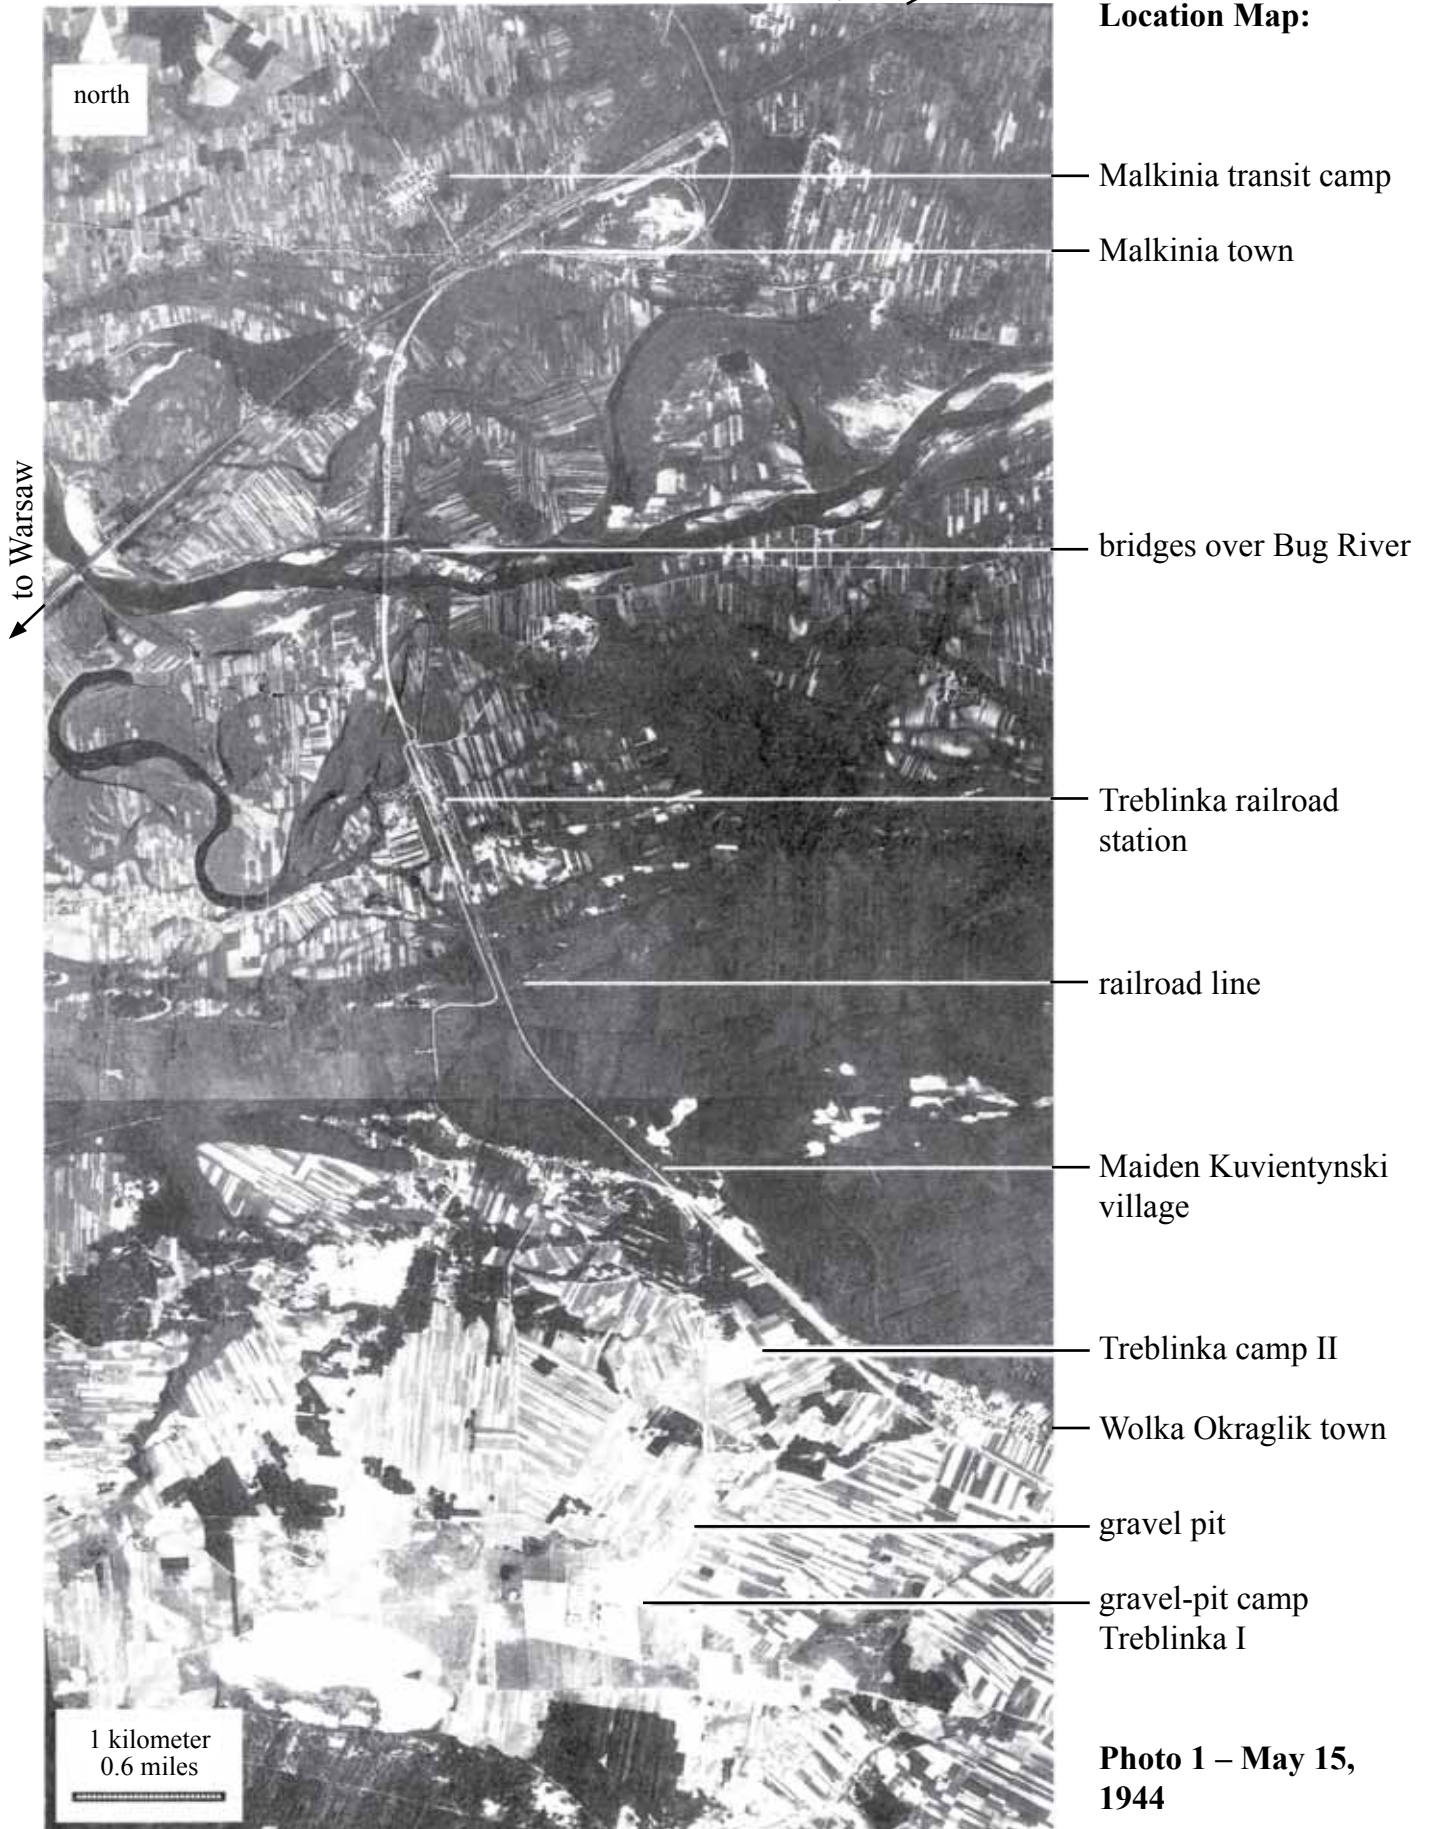 Location Map:
north
Malkinia transit camp
Malkinia town
to Warsaw
bridges over Bug River
Treblinka railroad
station
railroad line
Maiden Kuvientynski
village
Treblinka camp II
Wolka Okraglik town
gravel pit
gravel-pit camp
Treblinka I
1 kilometer
0.6 miles
Photo 1 – May 15,
1944